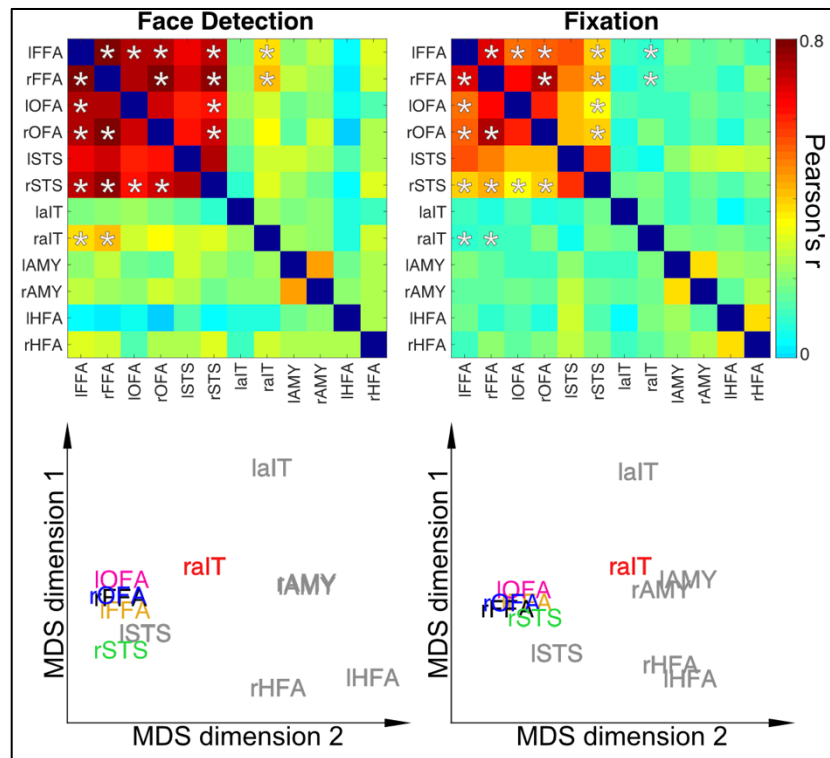 Face Detection
Fixation
lFFA
rFFA
lOFA
rOFA
lSTS
rSTS
laIT
raIT
lAMY
rAMY
lHFA
rHFA
lFFA
rFFA
lOFA
rOFA
lSTS
rSTS
laIT
raIT
lAMY
rAMY
lHFA
rHFA
lFFA
rFFA
lOFA
rOFA
lSTS
rSTS
laIT
raIT
lAMY
rAMY
lHFA
rHFA
lFFA
rFFA
lOFA
rOFA
lSTS
rSTS
laIT
raIT
lAMY
rAMY
lHFA
rHFA
0.8
Pearson's r
0
MDS dimension 1
laIT
raIT
rAMY
lOFA
rOFA
lFFA
lSTS
rSTS
rHFA
lHFA
MDS dimension 2
MDS dimension 1
laIT
raIT
lAMY
rAMY
lOFA
rOFA
rFFA
rSTS
lSTS
rHFA
lHFA
MDS dimension 2